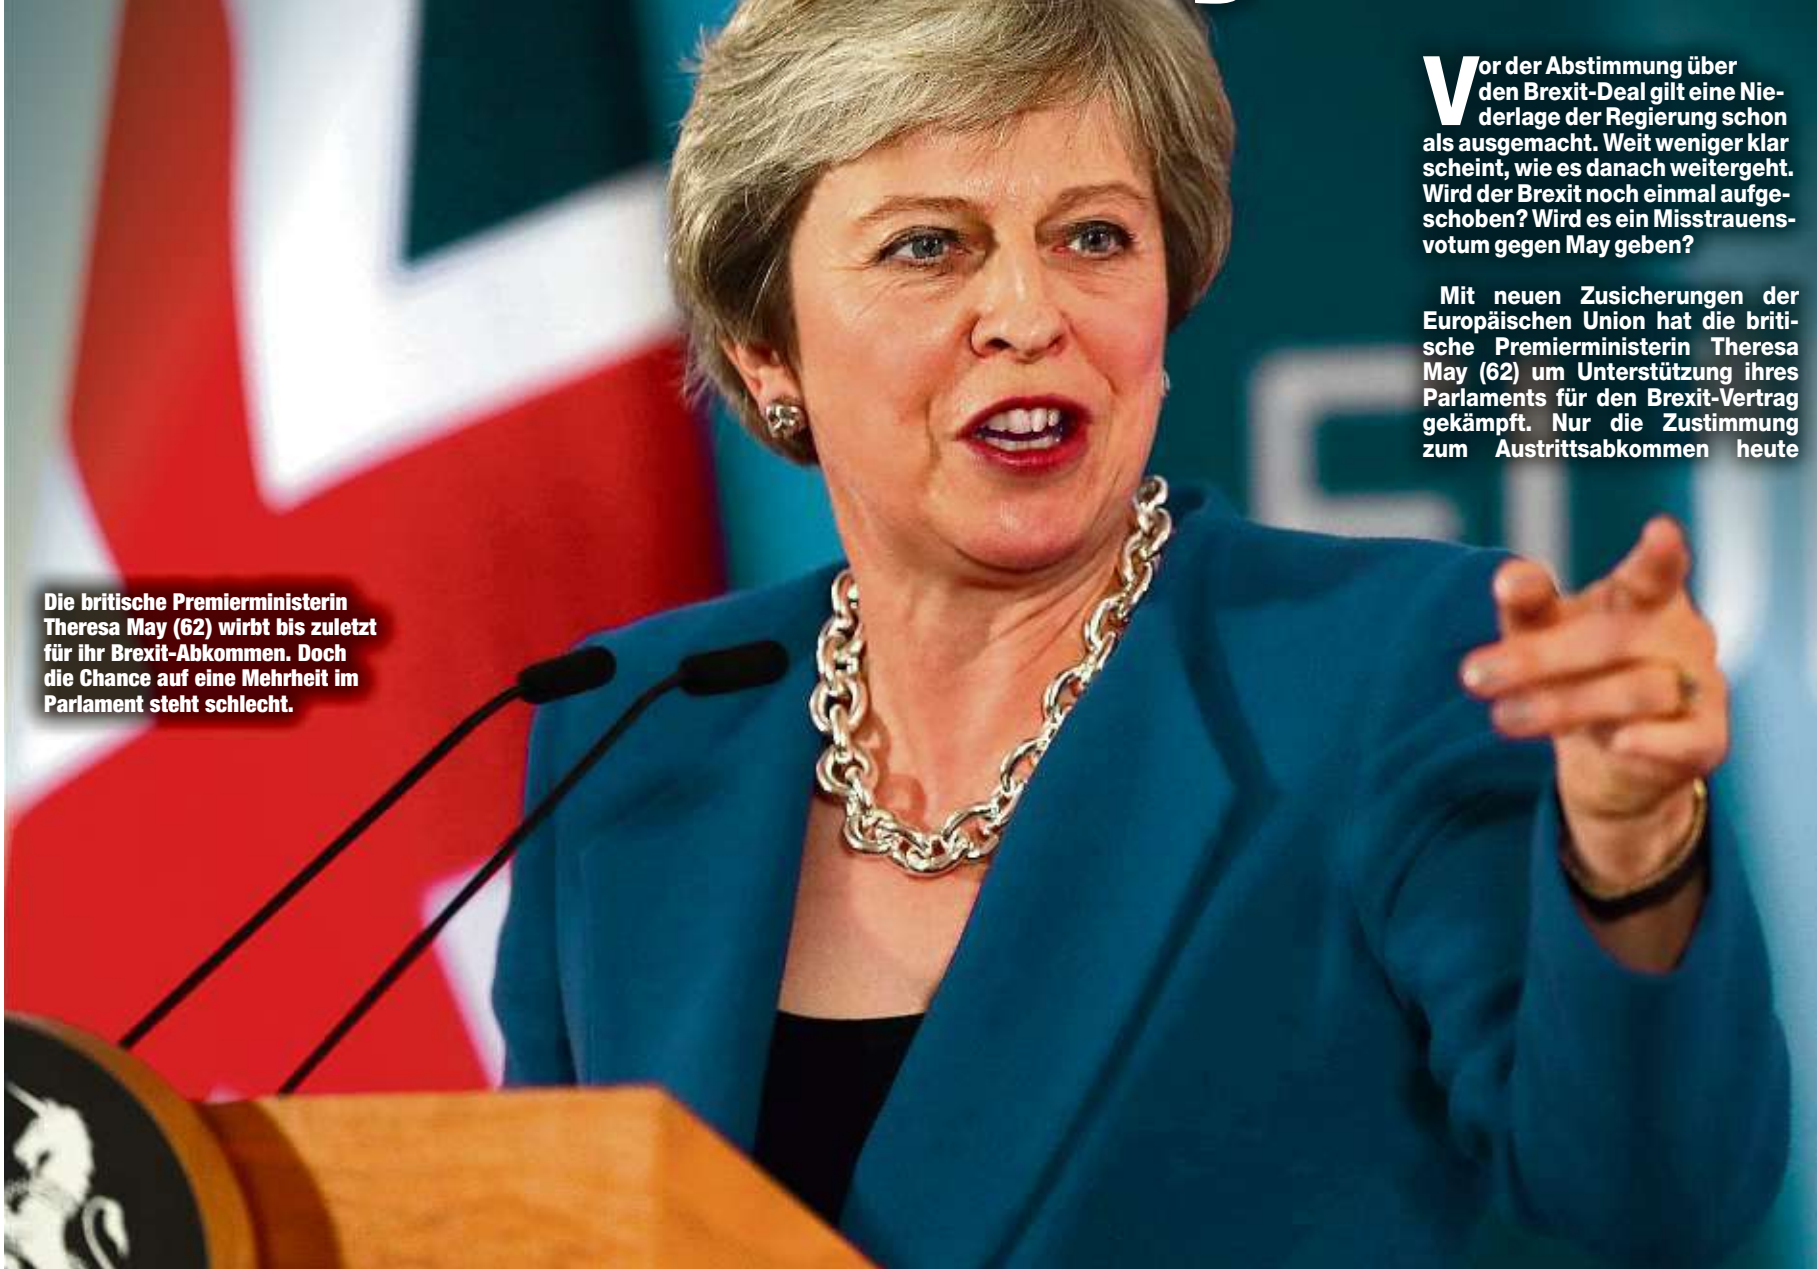 Vor der Abstimmung über
den Brexit-Deal gilt eine Nie-
derlage der Regierung schon
als ausgemacht. Weit weniger klar
scheint, wie es danach weitergeht.
Wird der Brexit noch einmal aufge-
schoben? Wird es ein Misstrauens-
votum gegen May geben?
Mit neuen Zusicherungen der
Europäischen Union hat die briti-
sche Premierministerin Theresa
May (62) um Unterstützung ihres
Parlaments für den Brexit-Vertrag
gekämpft. Nur die Zustimmung
zum Austrittsabkommen heute
Die britische Premierministerin
Theresa May (62) wirbt bis zuletzt
für ihr Brexit-Abkommen. Doch
die Chance auf eine Mehrheit im
Parlament steht schlecht.